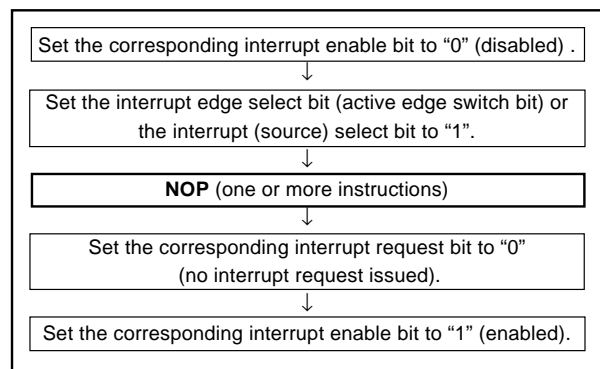 Set the corresponding interrupt enable bit to “0” (disabled) .
↓
Set the interrupt edge select bit (active edge switch bit) or
the interrupt (source) select bit to “1”.
↓
NOP (one or more instructions)
↓
Set the corresponding interrupt request bit to “0”
(no interrupt request issued).
↓
Set the corresponding interrupt enable bit to “1” (enabled).